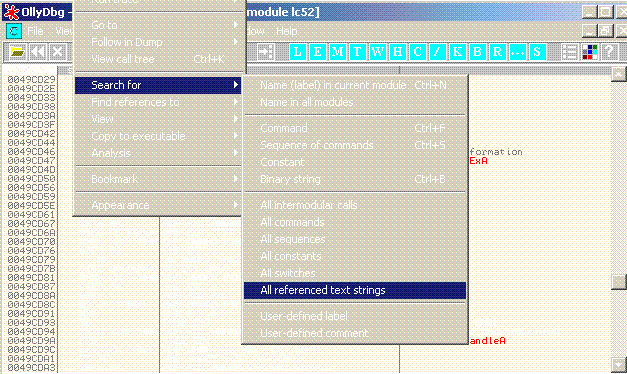 OllyDbg - module lc52]
C File Vie dow Help
L E M T W H C / K B R ... S ?
Run trace
Go to
Follow in Dump
View call tree Ctrl+K
Search for
Find references to
View
Copy to executable
Analysis
Bookmark
Appearance
Name (label) in current module Ctrl+N
Name in all modules
Command Ctrl+F
Sequence of commands Ctrl+S
Constant
Binary string Ctrl+B
All intermodular calls
All commands
All sequences
All constants
All switches
All referenced text strings
User-defined label
User-defined comment
formation
ExA
andleA
0049CD29
0049CD2E
0049CD33
0049CD38
0049CD3A
0049CD3F
0049CD42
0049CD44
0049CD46
0049CD47
0049CD4D
0049CD50
0049CD56
0049CD59
0049CD5E
0049CD61
0049CD67
0049CD6A
0049CD70
0049CD76
0049CD79
0049CD7B
0049CD81
0049CD87
0049CD8A
0049CD8C
0049CD91
0049CD93
0049CD94
0049CD9A
0049CD9C
0049CDA1
0049CDA3